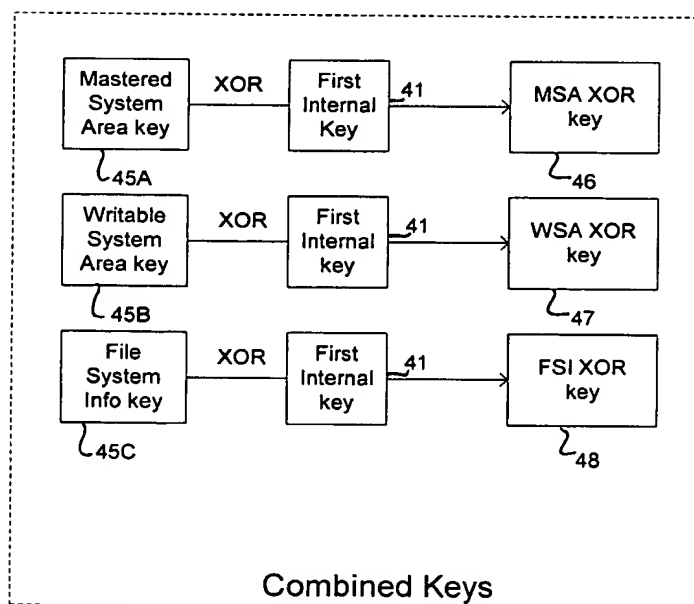 Mastered
System
Area key
XOR
First
Internal
Key
41
MSA XOR
key
45A
46
Writable
System
Area key
XOR
First
Internal
key
41
WSA XOR
key
45B
47
File
System
Info key
XOR
First
Internal
key
41
FSI XOR
key
45C
48
Combined Keys